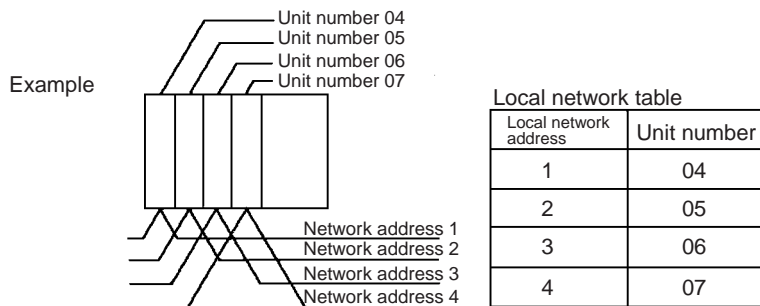 Unit number 04
Unit number 05
Unit number 06
Unit number 07
Example
Network address 1
Network address 2
Network address 3
Network address 4
Local network table
Local network address Unit number
1 04
2 05
3 06
4 07